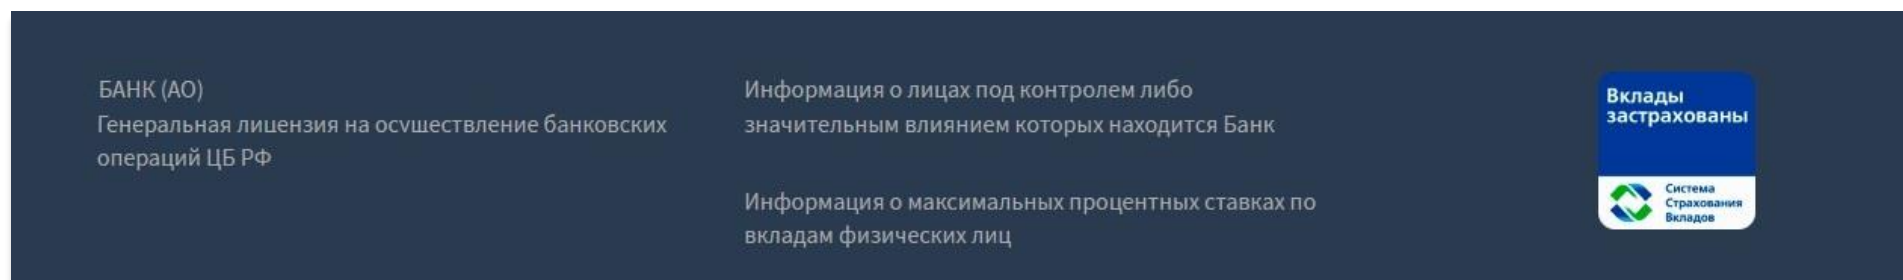 БАНК (АО)
Генеральная лицензия на осуществление банковских
операций ЦБ РФ
Информация о лицах под контролем либо
значительным влиянием которых находится Банк
Информация о максимальных процентных ставках по
вкладам физических лиц
Вклады
застрахованы
Система
Страхования
Вкладов